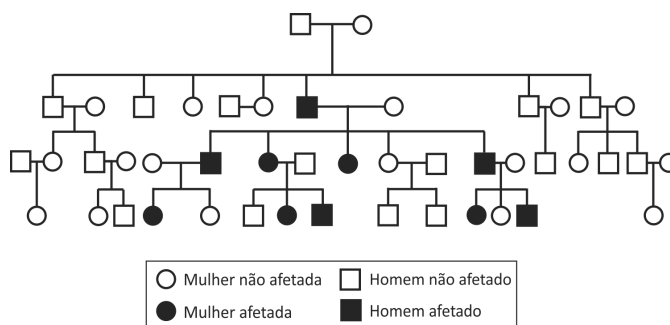 Mulher não afetada
Homem não afetado
Mulher afetada
Homem afetado